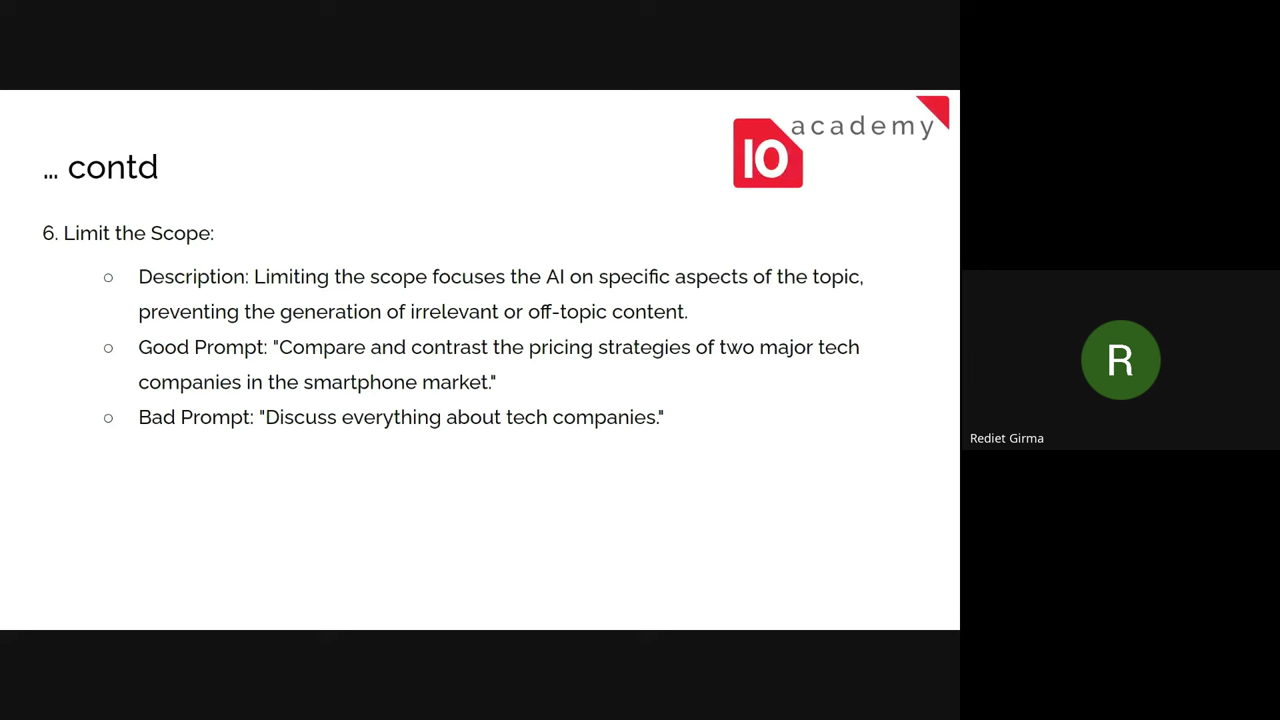 10 academy
... contd
6. Limit the Scope:
○ Description: Limiting the scope focuses the AI on specific aspects of the topic,
preventing the generation of irrelevant or off-topic content.
○ Good Prompt: "Compare and contrast the pricing strategies of two major tech
companies in the smartphone market."
○ Bad Prompt: "Discuss everything about tech companies."
R
Rediet Girma